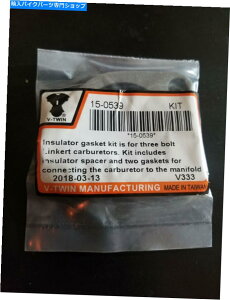 輸入バイクパーツ専門ショップ
15-0539 KIT
*15-0539*
V-TWIN
Insulator gasket kit is for three bolt
Linkert carburetors. Kit includes
insulator spacer and two gaskets for
connecting the carburetor to the manifold
2018-03-13 V333
V-TWIN MANUFACTURING MADE IN TAIWAN